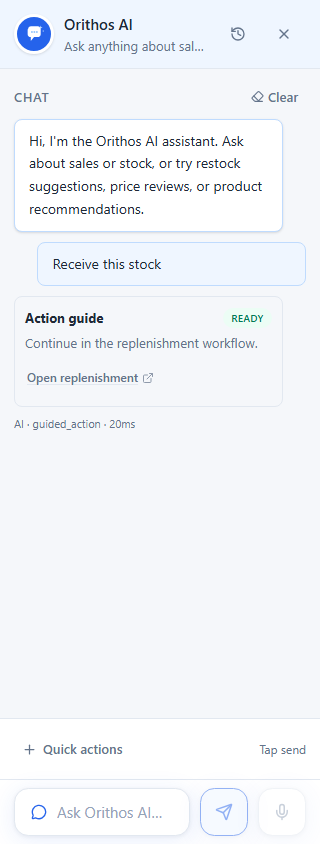 Orithos AI
Ask anything about sal...
CHAT
Clear
Hi, I'm the Orithos AI assistant. Ask
about sales or stock, or try restock
suggestions, price reviews, or product
recommendations.
Receive this stock
Action guide
READY
Continue in the replenishment workflow.
Open replenishment
AI · guided_action · 20ms
Quick actions
Tap send
Ask Orithos AI...